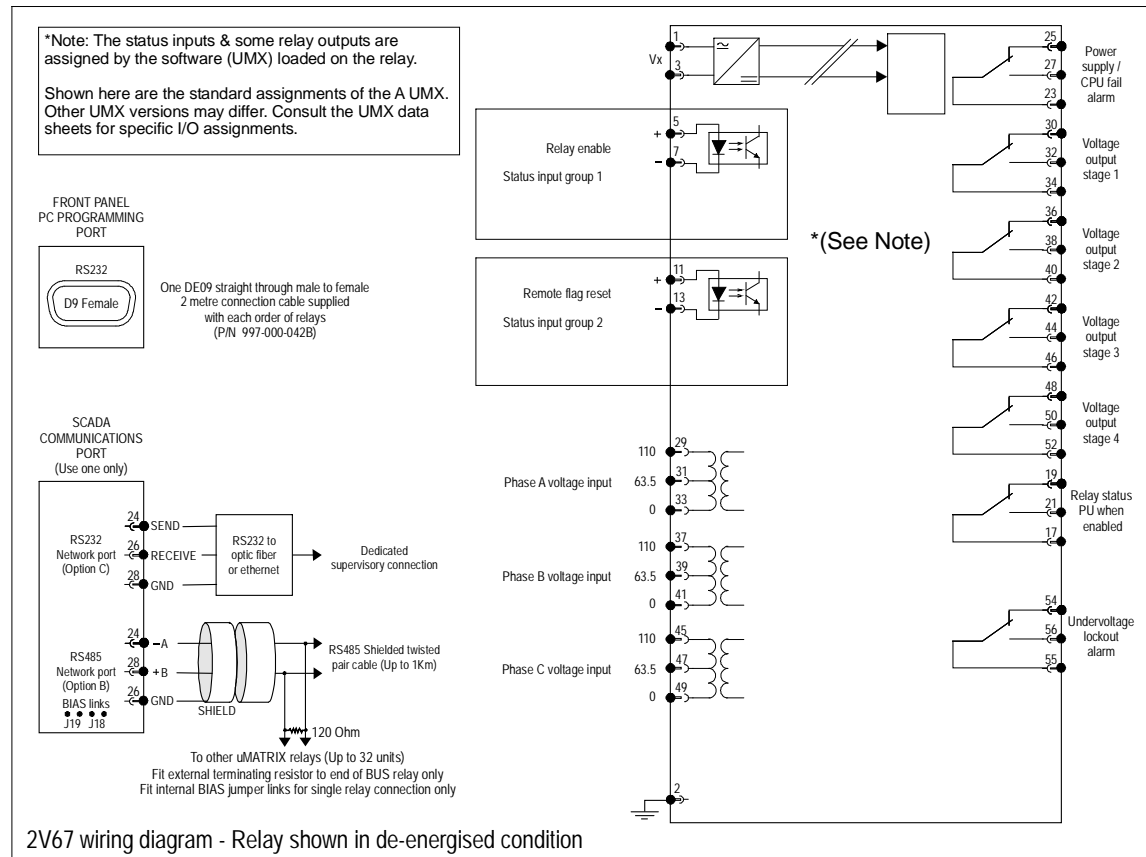 *Note: The status inputs & some relay outputs are
assigned by the software (UMX) loaded on the relay.
Shown here are the standard assignments of the A UMX.
Other UMX versions may differ. Consult the UMX data
sheets for specific I/O assignments.
FRONT PANEL
PC PROGRAMMING
PORT
RS232
D9 Female
One DE09 straight through male to female
2 metre connection cable supplied
with each order of relays
(P/N 997-000-042B)
SCADA
COMMUNICATIONS
PORT
(Use one only)
RS232
Network port
(Option C)
24
SEND
26
RECEIVE
28
GND
RS232 to
optic fiber
or ethernet
Dedicated
supervisory connection
RS485
Network port
(Option B)
BIAS links
J19 J18
24
-A
28
+B
26
GND
SHIELD
RS485 Shielded twisted
pair cable (Up to 1Km)
120 Ohm
To other uMATRIX relays (Up to 32 units)
Fit external terminating resistor to end of BUS relay only
Fit internal BIAS jumper links for single relay connection only
Vx
1
3
Relay enable
Status input group 1
+
5
-
7
Remote flag reset
Status input group 2
+
11
-
13
*(See Note)
Phase A voltage input
110
29
63.5
31
0
33
Phase B voltage input
110
37
63.5
39
0
41
Phase C voltage input
110
45
63.5
47
0
49
2
25
27
23
Power
supply /
CPU fail
alarm
30
32
34
Voltage
output
stage 1
36
38
40
Voltage
output
stage 2
42
44
46
Voltage
output
stage 3
48
50
52
Voltage
output
stage 4
19
21
17
Relay status
PU when
enabled
54
56
55
Undervoltage
lockout
alarm
2V67 wiring diagram - Relay shown in de-energised condition